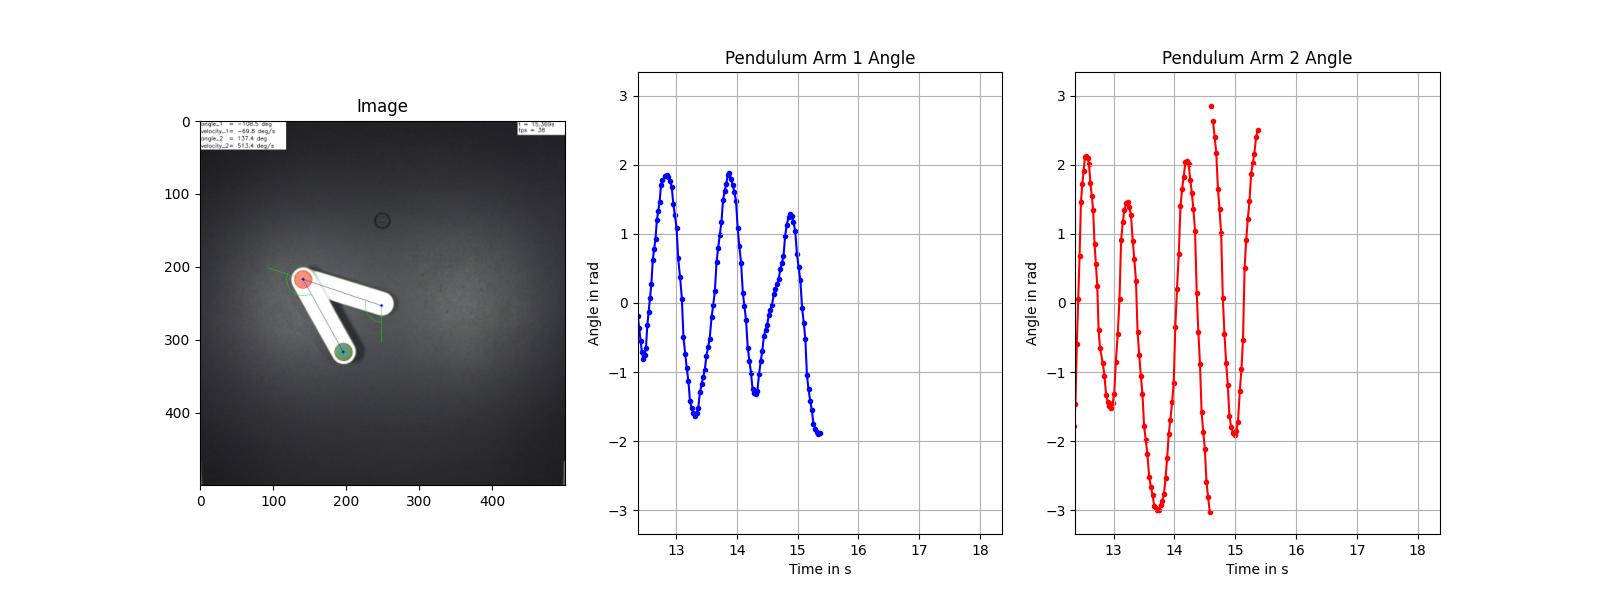 Image
angle_1 = -108.5 deg
velocity_1= -69.8 deg/s
angle_2 = 137.4 deg
velocity_2= 513.4 deg/s
t = 15.369s
fps = 38
0
100
200
300
400
0 100 200 300 400
Pendulum Arm 1 Angle
Angle in rad
3
2
1
0
−1
−2
−3
13 14 15 16 17 18
Time in s
Pendulum Arm 2 Angle
Angle in rad
3
2
1
0
−1
−2
−3
13 14 15 16 17 18
Time in s